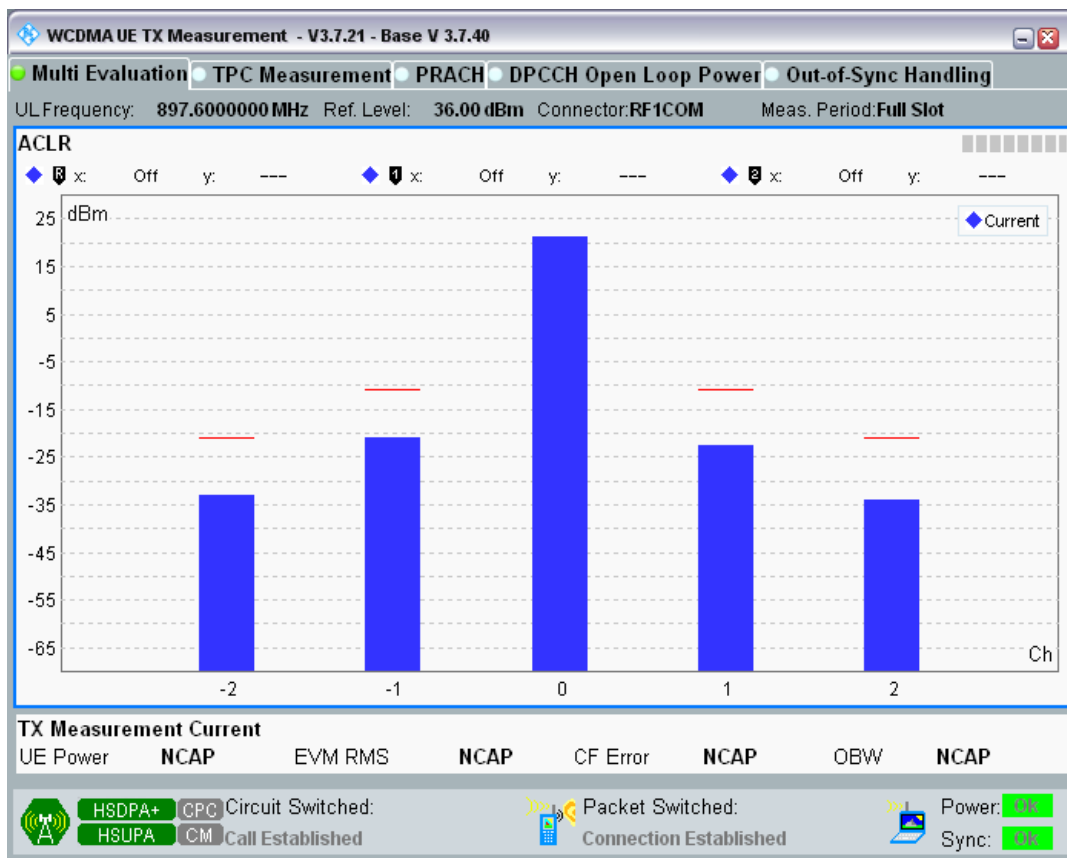 WCDMA UE TX Measurement - V3.7.21 - Base V 3.7.40
Multi Evaluation TPC Measurement PRACH DPCCH Open Loop Power Out-of-Sync Handling
UL Frequency: 897.6000000 MHz Ref. Level: 36.00 dBm Connector:RF1COM Meas. Period:Full Slot
ACLR
R x: Off y: --- 1 x: Off y: --- 2 x: Off y: ---
dBm
Current
25
15
5
-5
-15
-25
-35
-45
-55
-65
Ch
-2 -1 0 1 2
TX Measurement Current
UE Power NCAP EVM RMS NCAP CF Error NCAP OBW NCAP
HSDPA+ CPC Circuit Switched: Packet Switched: Power: Ok
HSUPA CM Call Established Connection Established Sync: Ok